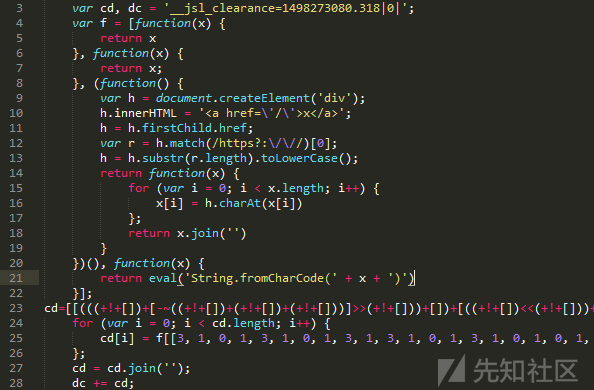 3 var cd, dc = '__jsl_clearance=1498273080.318|0|';
4 var f = [function(x) {
5 return x
6 }, function(x) {
7 return x;
8 }, (function() {
9 var h = document.createElement('div');
10 h.innerHTML = '<a href=\'/\'>x</a>';
11 h = h.firstChild.href;
12 var r = h.match(/https?:\/\//)[0];
13 h = h.substr(r.length).toLowerCase();
14 return function(x) {
15 for (var i = 0; i < x.length; i++) {
16 x[i] = h.charAt(x[i])
17 };
18 return x.join('')
19 }
20 })(), function(x) {
21 return eval('String.fromCharCode(' + x + ')')
22 }];
23 cd=[[(((+!+[])+[-~((+!+[])+(+!+[])+(+!+[]))]>>(+!+[]))+[])+[((+!+[])<<(+!+[]))+
24 for (var i = 0; i < cd.length; i++) {
25 cd[i] = f[[3, 1, 0, 1, 3, 1, 0, 1, 3, 1, 3, 1, 0, 1, 3, 1, 0, 1, 0, 1,
26 };
27 cd = cd.join('');
28 dc += cd;
先知社区